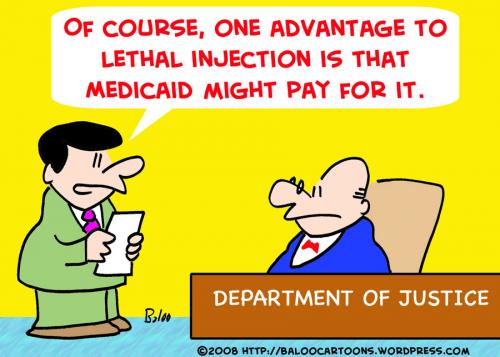 OF COURSE, ONE ADVANTAGE TO
LETHAL INJECTION IS THAT
MEDICAID MIGHT PAY FOR IT.
Baloo
DEPARTMENT OF JUSTICE
©2008 HTTP://BALOOCARTOONS.WORDPRESS.COM